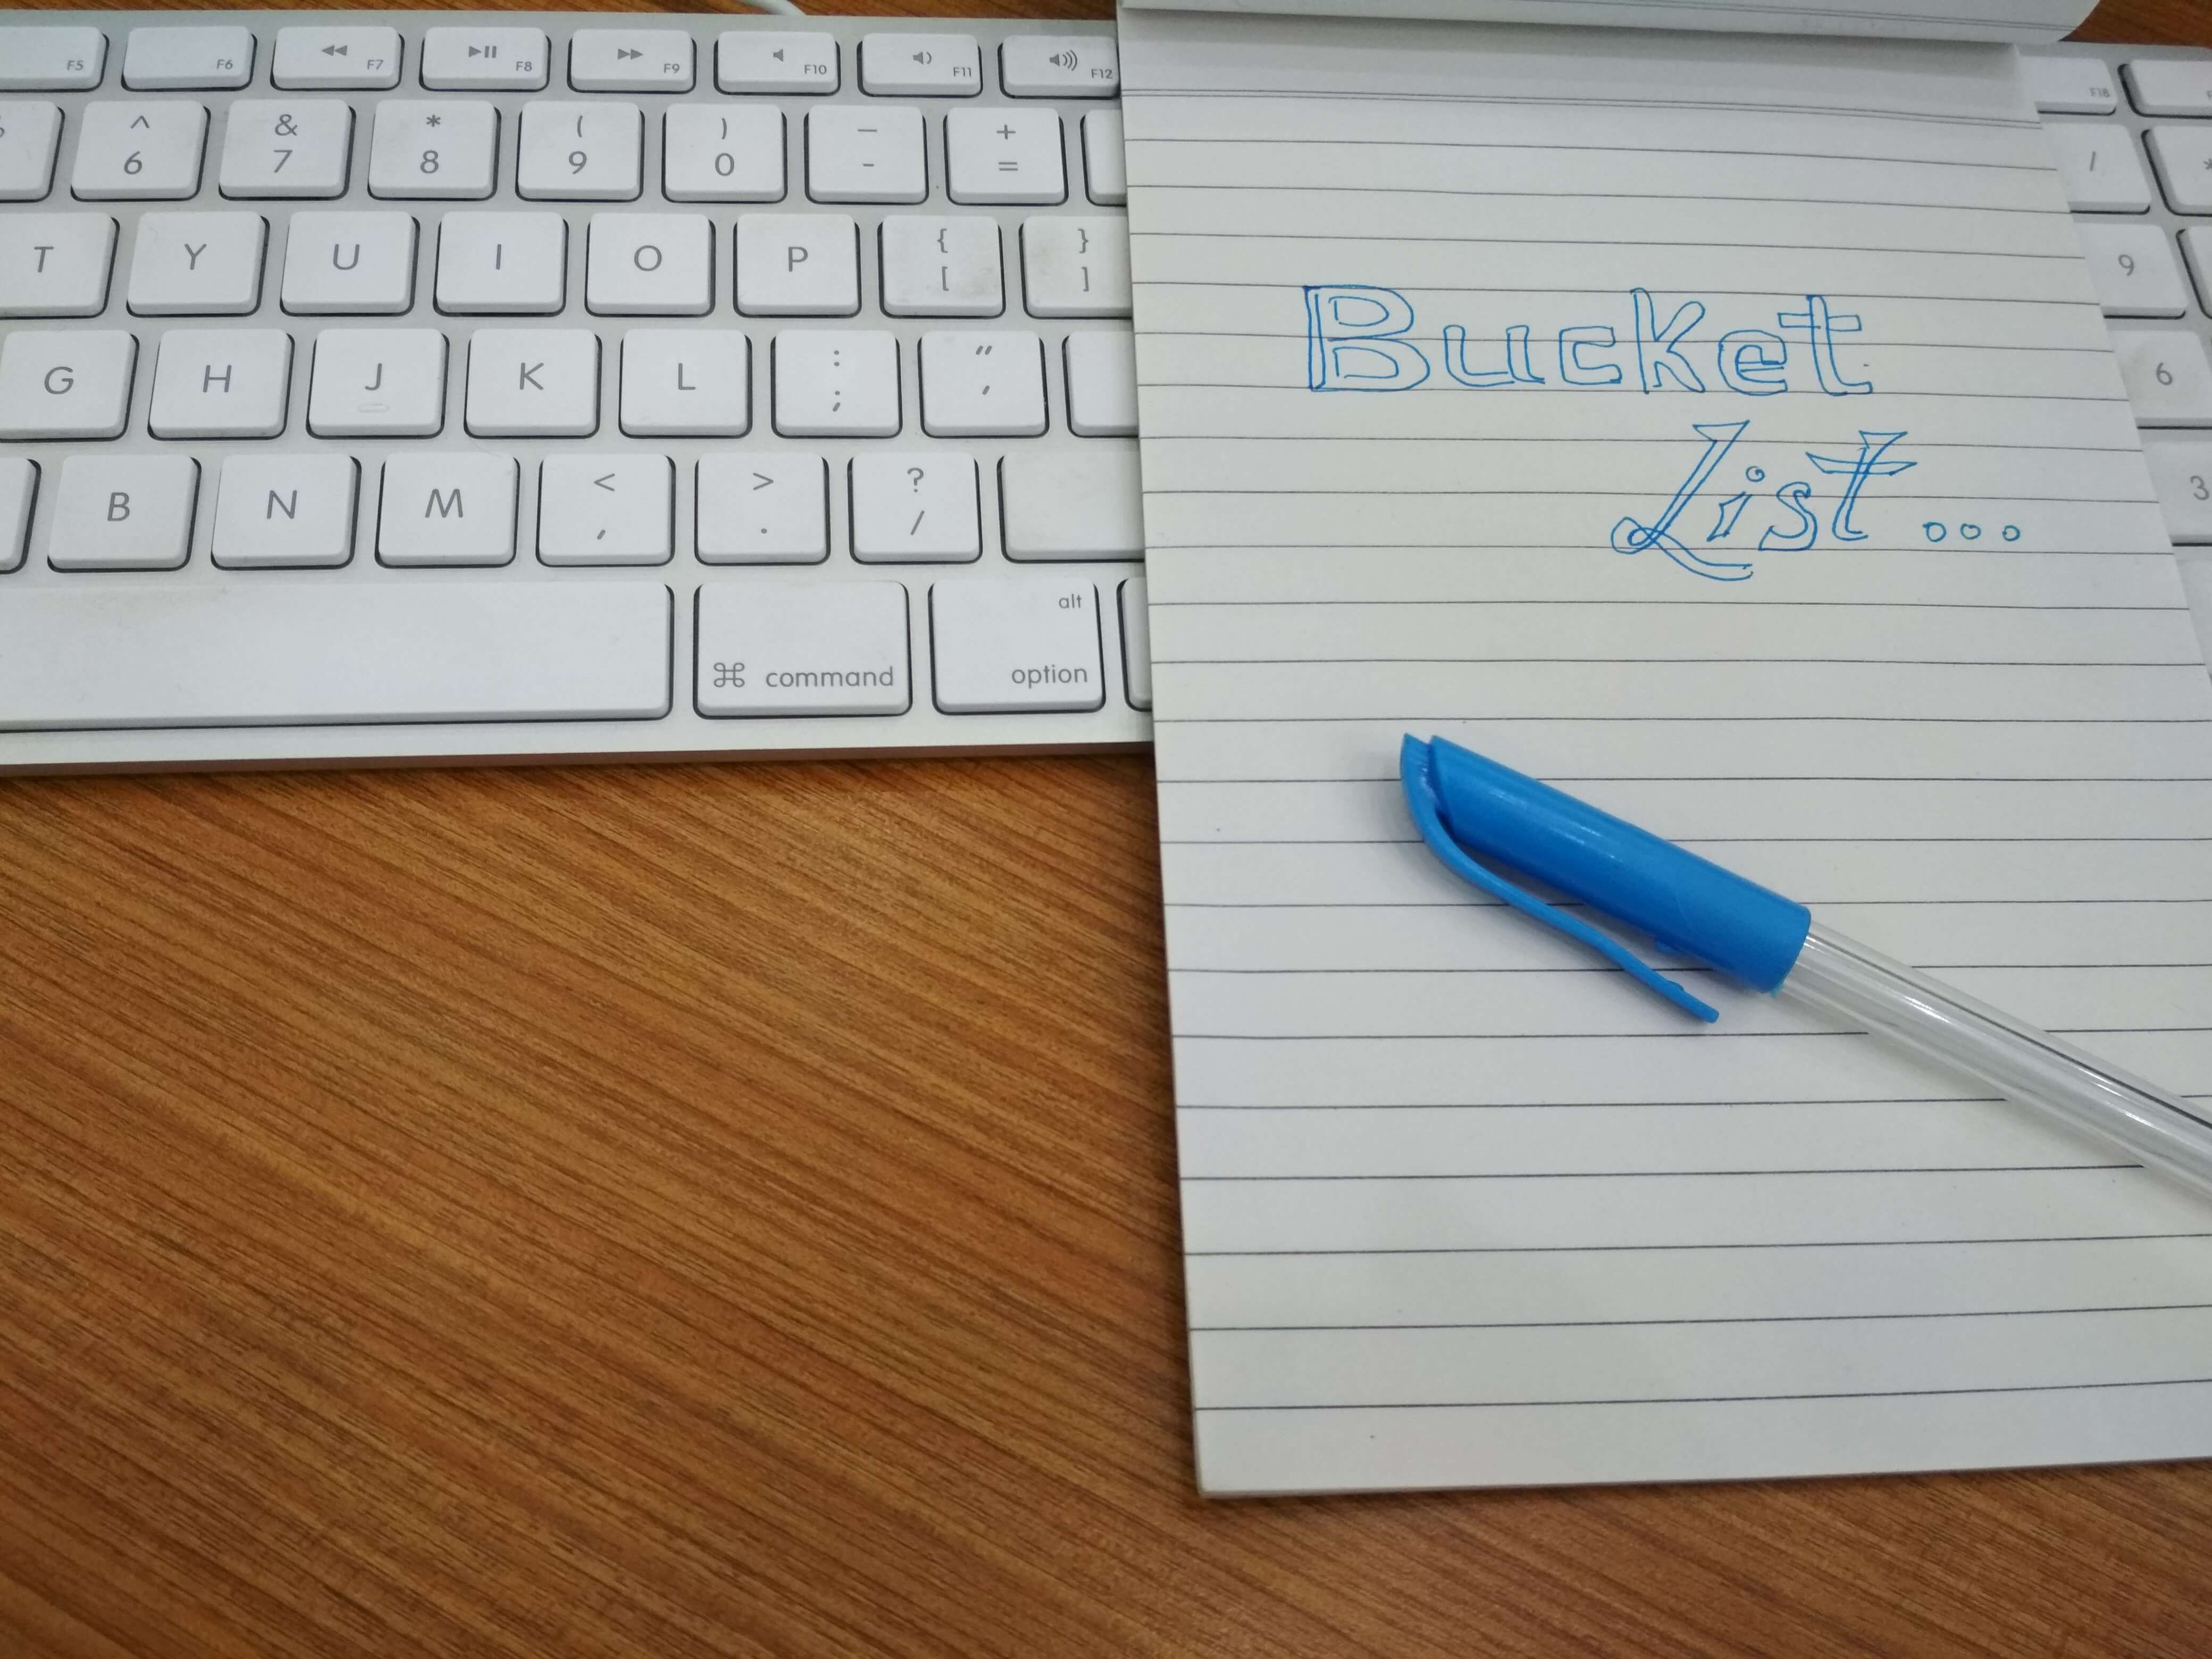 F5 F6 F7 F8 F9 F10 F11 F12 F18
^ & * ( ) — +
6 7 8 9 0 - = / *
T Y U I O P { }
[ ] 9
G H J K L : " 6
; ,
B N M < > ? 3
, . /
alt
⌘ command option
Bucket
List...